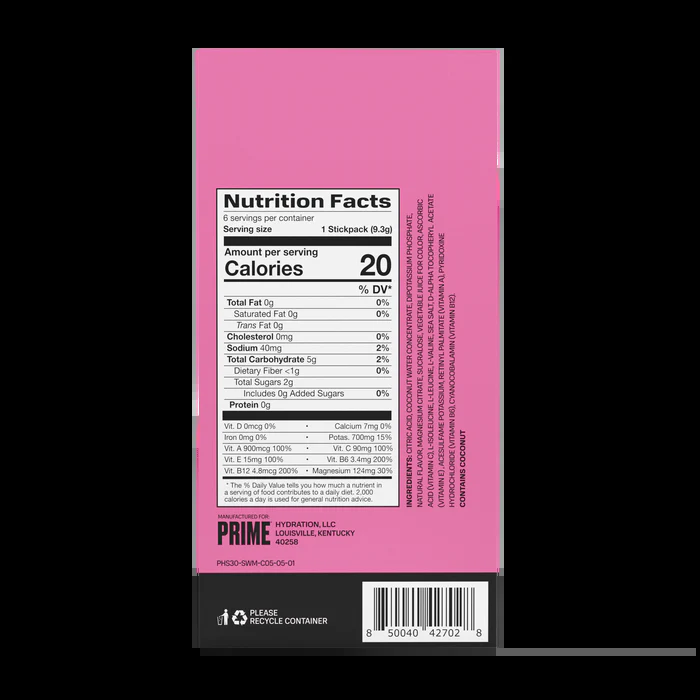 Nutrition Facts
6 servings per container
Serving size 1 Stickpack (9.3g)
Amount per serving
Calories 20
% DV*
Total Fat 0g 0%
Saturated Fat 0g 0%
Trans Fat 0g
Cholesterol 0mg 0%
Sodium 40mg 2%
Total Carbohydrate 5g 2%
Dietary Fiber <1g 0%
Total Sugars 2g
Includes 0g Added Sugars 0%
Protein 0g
Vit. D 0mcg 0% • Calcium 7mg 0%
Iron 0mg 0% • Potas. 700mg 15%
Vit. A 900mcg 100% • Vit. C 90mg 100%
Vit. E 15mg 100% • Vit. B6 3.4mg 200%
Vit. B12 4.8mcg 200% • Magnesium 124mg 30%
* The % Daily Value tells you how much a nutrient in
a serving of food contributes to a daily diet. 2,000
calories a day is used for general nutrition advice.
INGREDIENTS: CITRIC ACID, COCONUT WATER CONCENTRATE, DIPOTASSIUM PHOSPHATE,
NATURAL FLAVOR, MAGNESIUM CITRATE, SUCRALOSE, VEGETABLE JUICE FOR COLOR, ASCORBIC
ACID (VITAMIN C), L-ISOLEUCINE, L-LEUCINE, L-VALINE, SEA SALT, D-ALPHA TOCOPHERYL ACETATE
(VITAMIN E), ACESULFAME POTASSIUM, RETINYL PALMITATE (VITAMIN A), PYRIDOXINE
HYDROCHLORIDE (VITAMIN B6), CYANOCOBALAMIN (VITAMIN B12).
CONTAINS COCONUT
MANUFACTURED FOR:
PRIME HYDRATION, LLC
LOUISVILLE, KENTUCKY
40258
PHS30-SWM-C05-05-01
PLEASE
RECYCLE CONTAINER
8 50040 42702 8